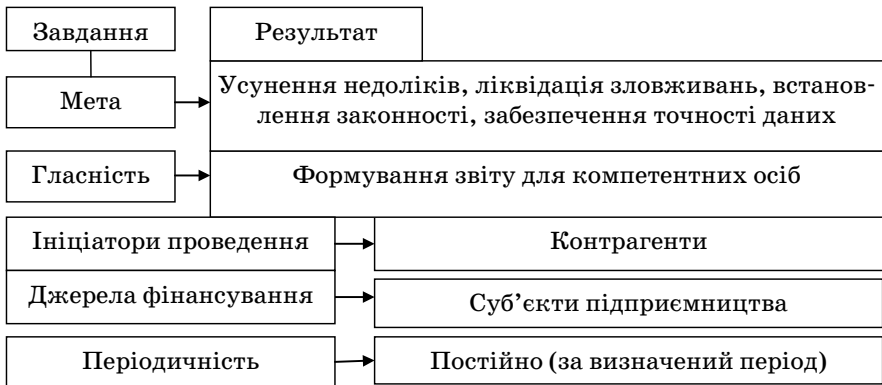 Завдання
Результат
Мета
Усунення недоліків, ліквідація зловживань, встанов-
лення законності, забезпечення точності даних
Гласність
Формування звіту для компетентних осіб
Ініціатори проведення
Контрагенти
Джерела фінансування
Суб’єкти підприємництва
Періодичність
Постійно (за визначений період)